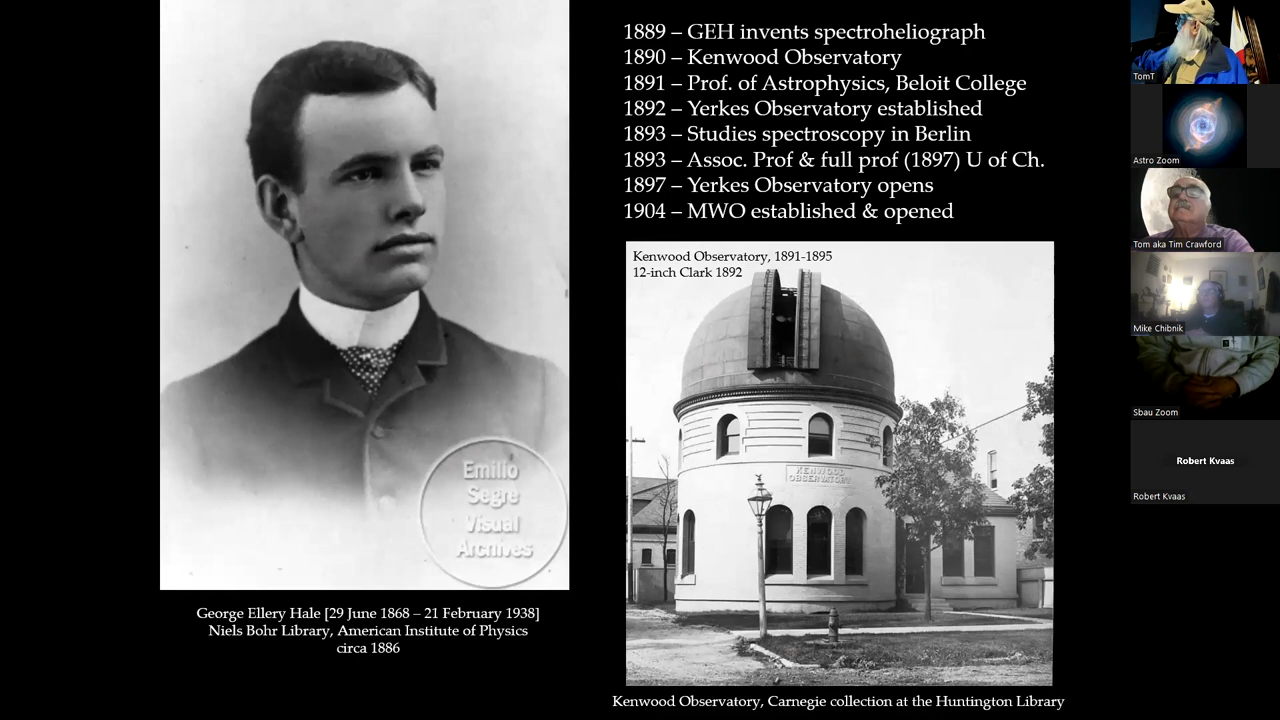 1889 – GEH invents spectroheliograph
1890 – Kenwood Observatory
1891 – Prof. of Astrophysics, Beloit College
1892 – Yerkes Observatory established
1893 – Studies spectroscopy in Berlin
1893 – Assoc. Prof & full prof (1897) U of Ch.
1897 – Yerkes Observatory opens
1904 – MWO established & opened
Emilio
Segre
Visual
Archives
George Ellery Hale [29 June 1868 – 21 February 1938]
Niels Bohr Library, American Institute of Physics
circa 1886
Kenwood Observatory, 1891-1895
12-inch Clark 1892
KENWOOD
OBSERVATORY
Kenwood Observatory, Carnegie collection at the Huntington Library
TomT
Astro Zoom
Tom aka Tim Crawford
Mike Chibnik
Sbau Zoom
Robert Kvaas
Robert Kvaas